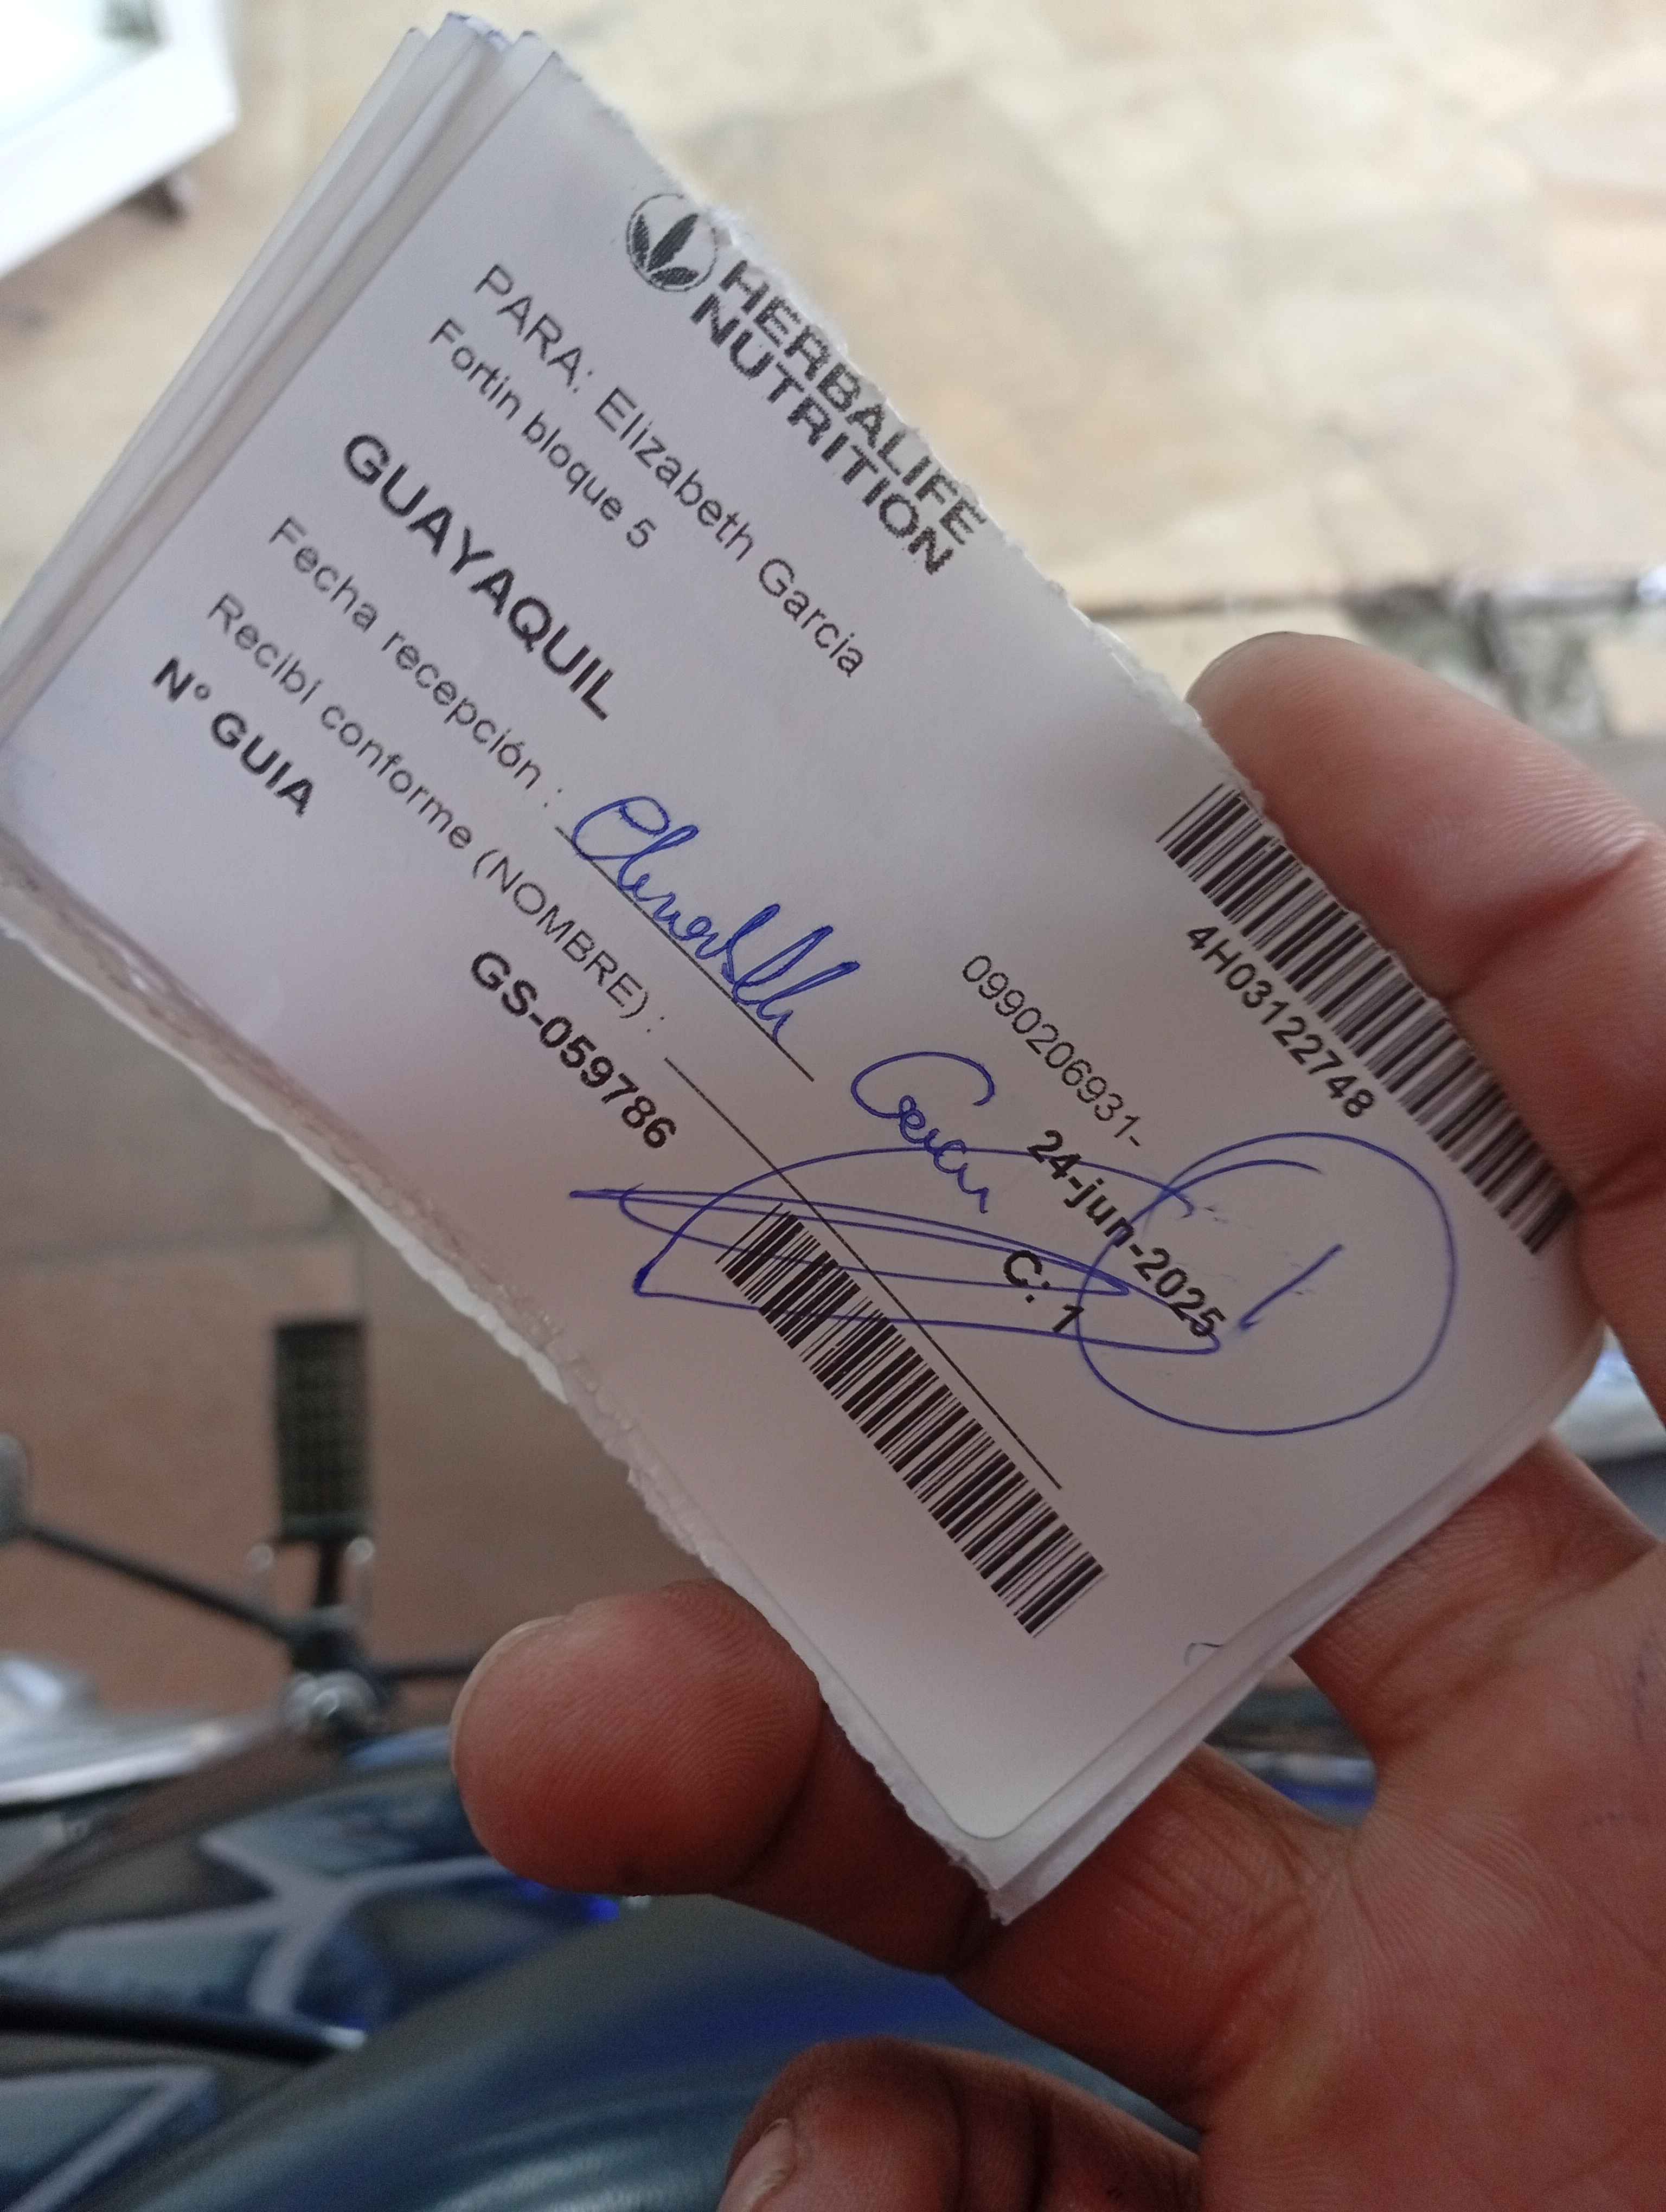 HERBALIFE
NUTRITION
4H03122748
PARA: Elizabeth Garcia
0990206931-
Fortin bloque 5
24-jun-2025
GUAYAQUIL
C: 1
Fecha recepción :
Recibí conforme (NOMBRE) :
N° GUIA GS-059786